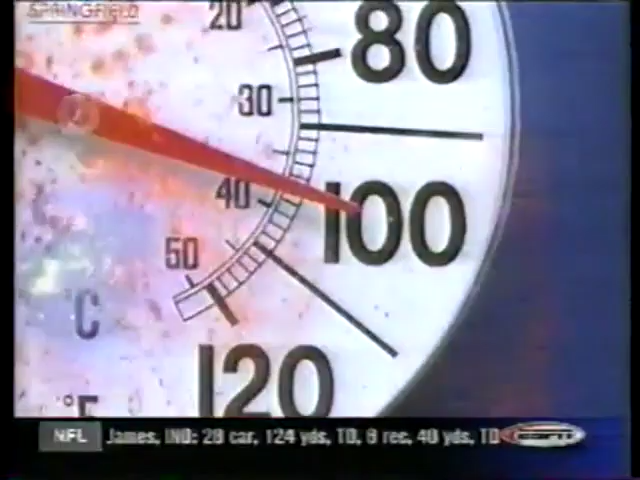 SPRINGFIELD
20
80
30
40
100
50
°C
120
°F
NFL James, IND: 28 car, 124 yds, TD, 8 rec, 40 yds, TD ESPN